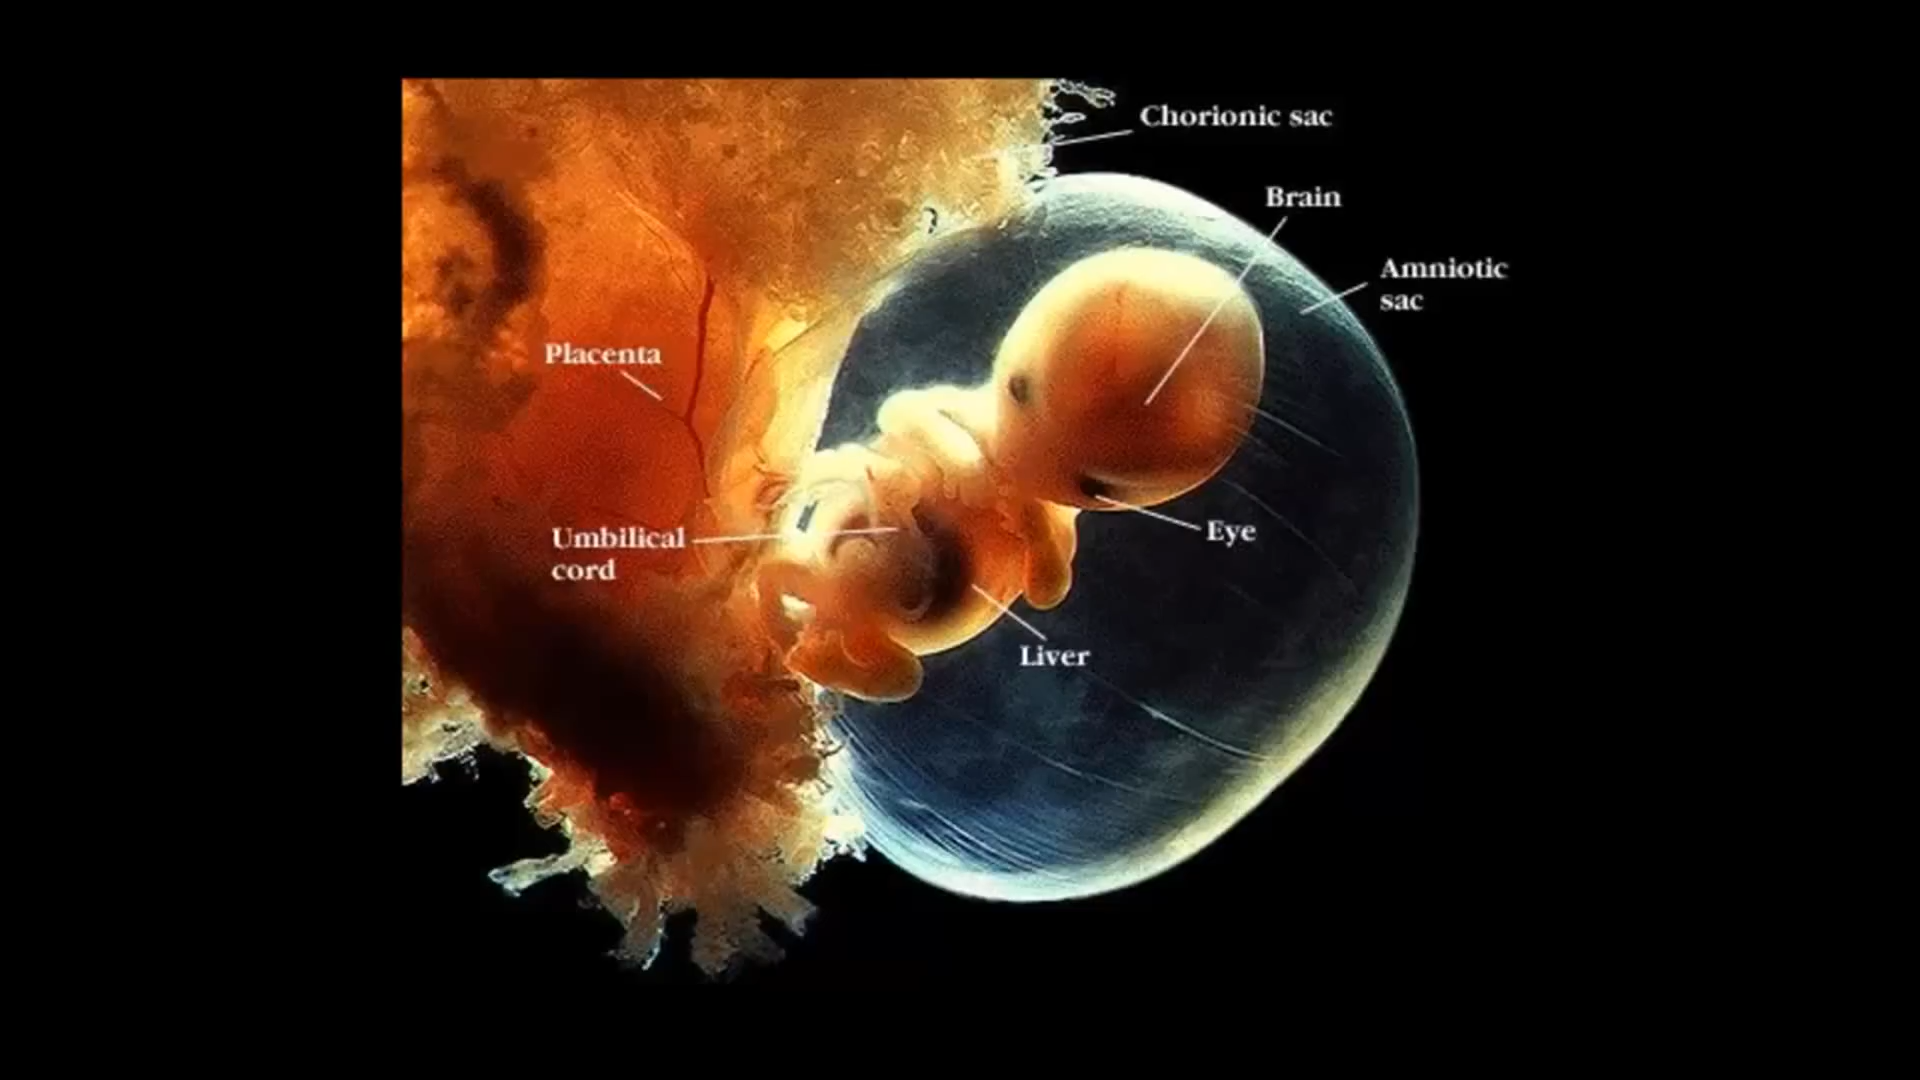 Chorionic sac
Brain
Amniotic
sac
Placenta
Umbilical
cord
Eye
Liver